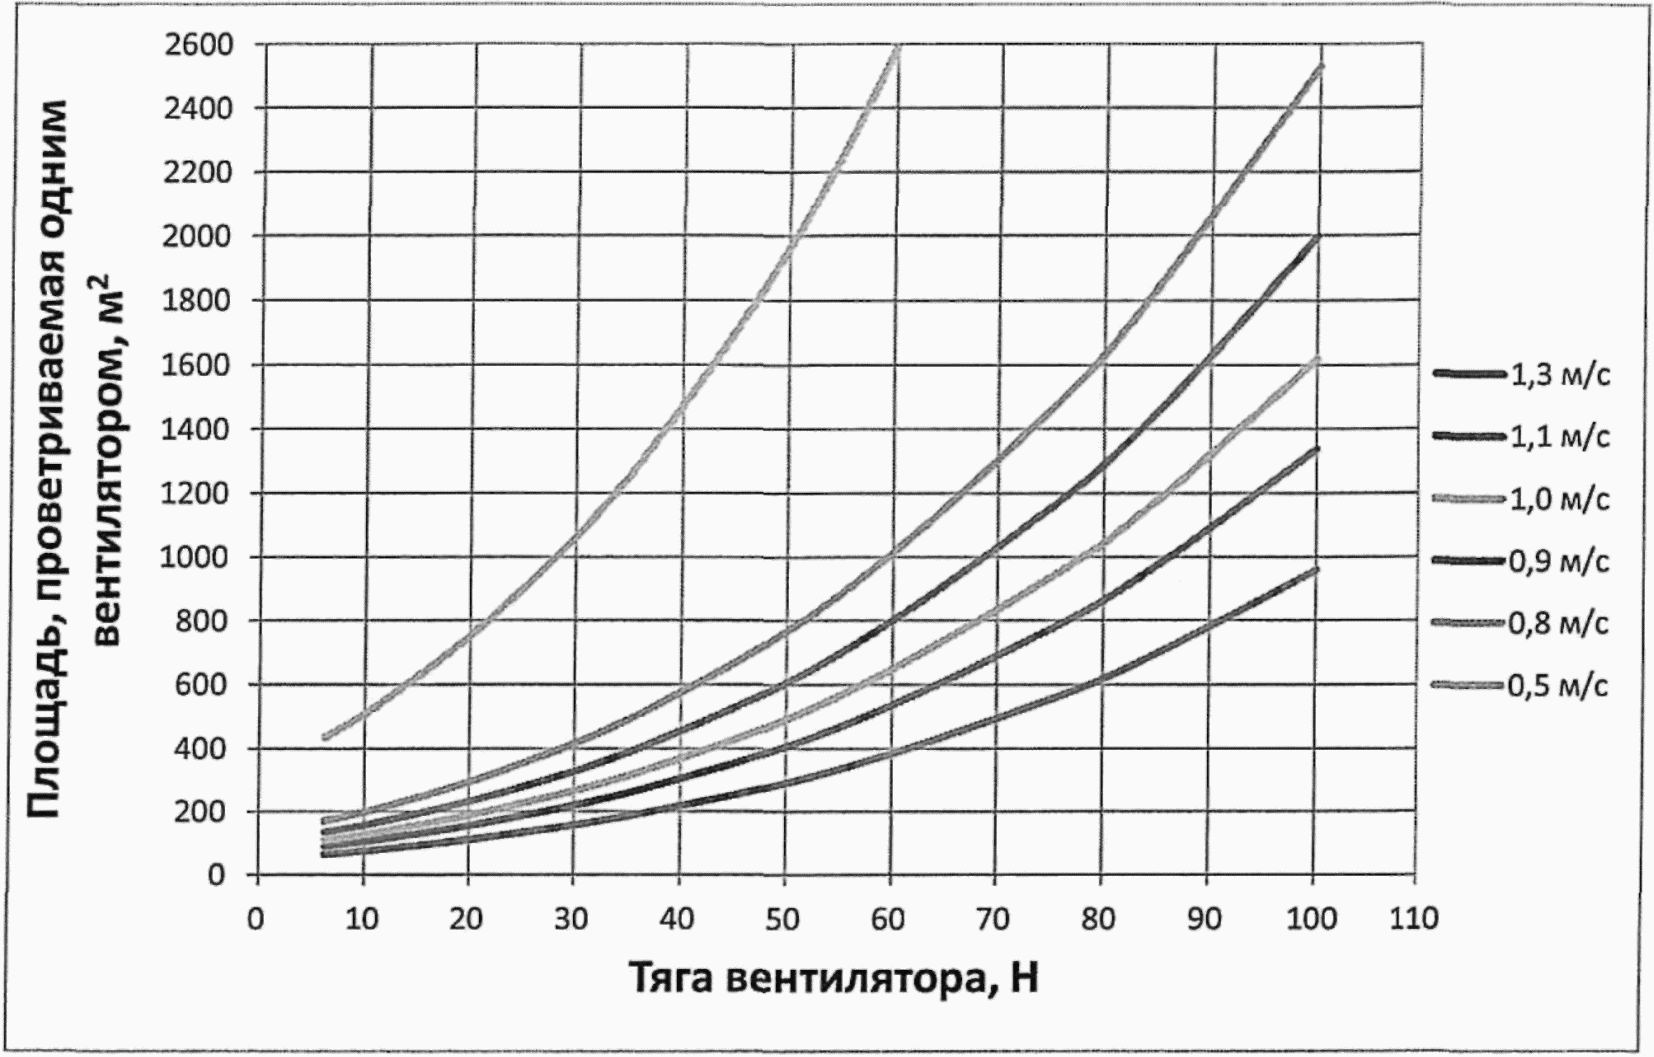 Площадь, проветриваемая одним
вентилятором, м²
2600
2400
2200
2000
1800
1600
1400
1200
1000
800
600
400
200
0
0 10 20 30 40 50 60 70 80 90 100 110
Тяга вентилятора, Н
1,3 м/с
1,1 м/с
1,0 м/с
0,9 м/с
0,8 м/с
0,5 м/с